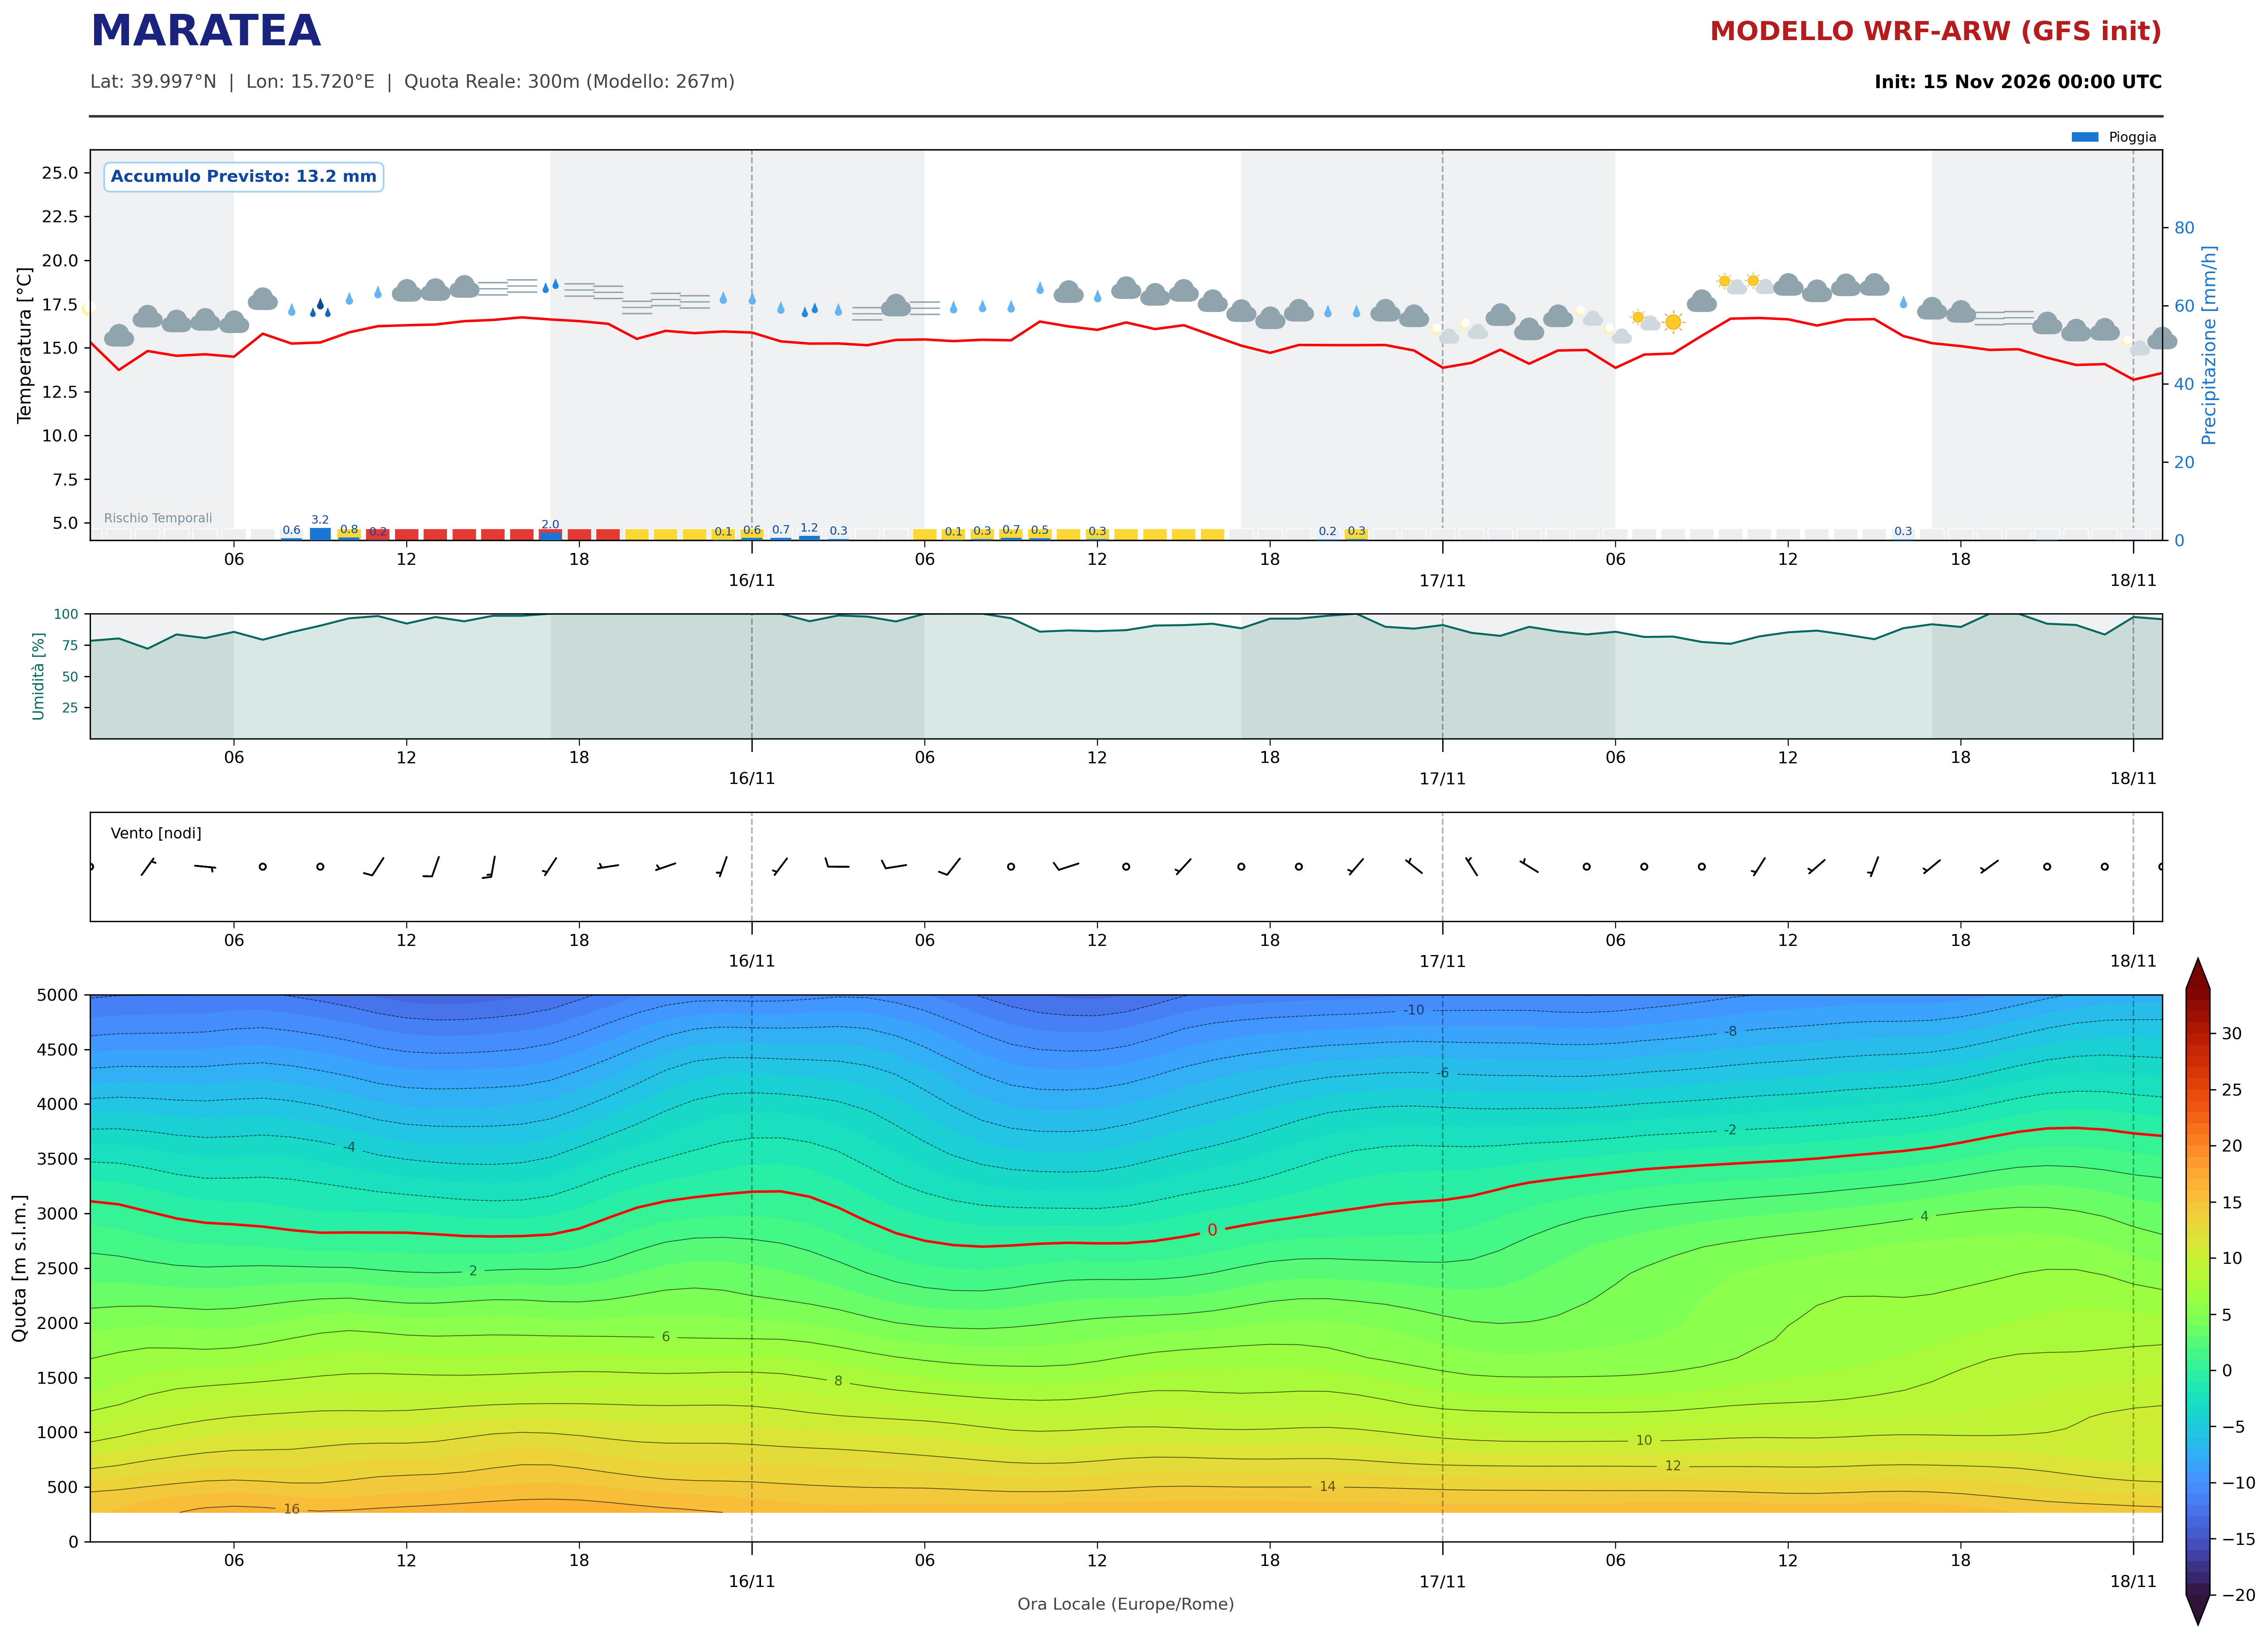 MARATEA
MODELLO WRF-ARW (GFS init)
Lat: 39.997°N | Lon: 15.720°E | Quota Reale: 300m (Modello: 267m)
Init: 15 Nov 2026 00:00 UTC
Pioggia
Accumulo Previsto: 13.2 mm
Temperatura [°C]
25.0
22.5
20.0
17.5
15.0
12.5
10.0
7.5
5.0
Precipitazione [mm/h]
80
60
40
20
0
Rischio Temporali
0.6 3.2 0.8 0.2 2.0 0.1 0.6 0.7 1.2 0.3 0.1 0.3 0.7 0.5 0.3 0.2 0.3 0.3
06 12 18 06 12 18 06 12 18
16/11 17/11 18/11
Umidità [%]
100
75
50
25
06 12 18 06 12 18 06 12 18
16/11 17/11 18/11
Vento [nodi]
06 12 18 06 12 18 06 12 18
16/11 17/11 18/11
Quota [m s.l.m.]
5000
4500
4000
3500
3000
2500
2000
1500
1000
500
0
-10
-8
-6
-4
-2
0
4
2
6
8
10
12
14
16
06 12 18 06 12 18 06 12 18
16/11 17/11 18/11
Ora Locale (Europe/Rome)
30
25
20
15
10
5
0
−5
−10
−15
−20